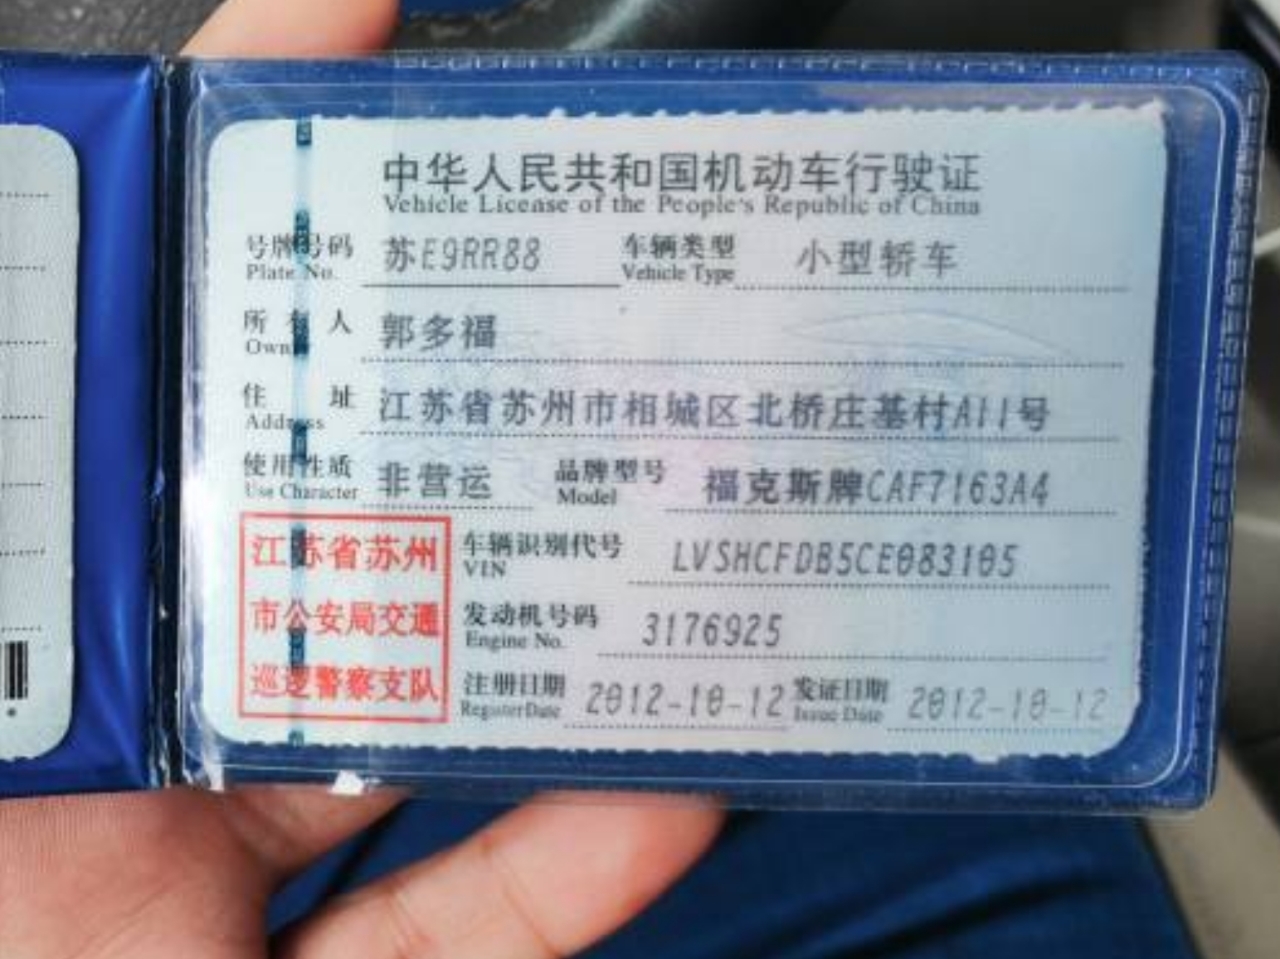 中华人民共和国机动车行驶证
Vehicle License of the People's Republic of China
号牌号码 苏E9RR88 车辆类型 小型轿车
Plate No. Vehicle Type
所有人 郭多福
Owner
住址 江苏省苏州市相城区北桥庄基村A11号
Address
使用性质 非营运 品牌型号 福克斯牌CAF7163A4
Use Character Model
江苏省苏州
市公安局交通
巡逻警察支队
车辆识别代号 LVSHCFDB5CE083105
VIN
发动机号码 3176925
Engine No.
注册日期 2012-10-12 发证日期 2012-10-12
Register Date Issue Date